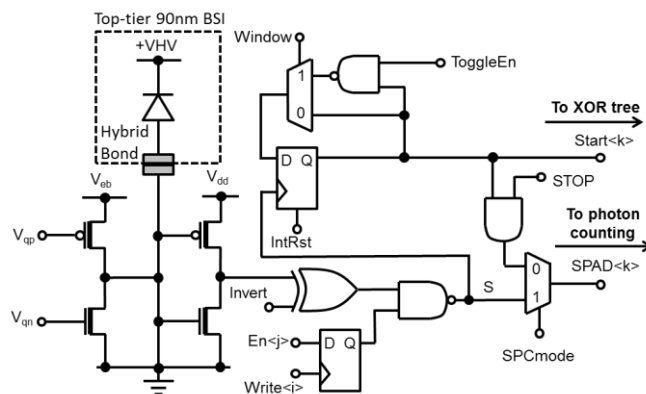 Top-tier 90nm BSI
+VHV
Hybrid
Bond
Veb
Vdd
Vqp
Vqn
Window
1
0
ToggleEn
D Q
IntRst
To XOR tree
Start<k>
STOP
To photon
counting
0
SPAD<k>
1
S
SPCmode
Invert
En<j>
D Q
Write<i>